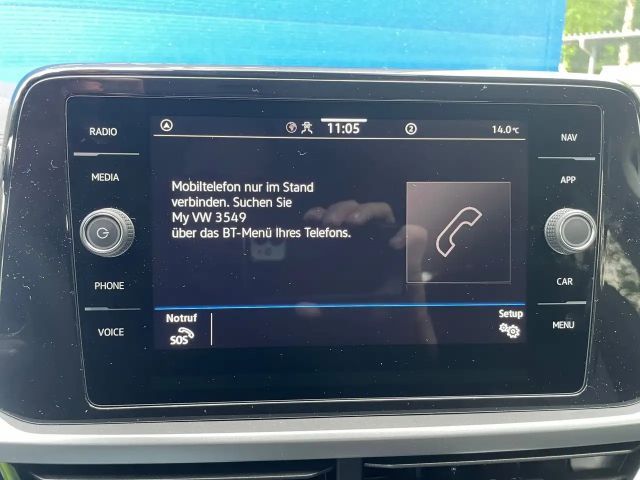 RADIO
MEDIA
PHONE
VOICE
11:05
2
14.0°C
Mobiltelefon nur im Stand
verbinden. Suchen Sie
My VW 3549
über das BT-Menü Ihres Telefons.
Notruf
SOS
Setup
NAV
APP
CAR
MENU